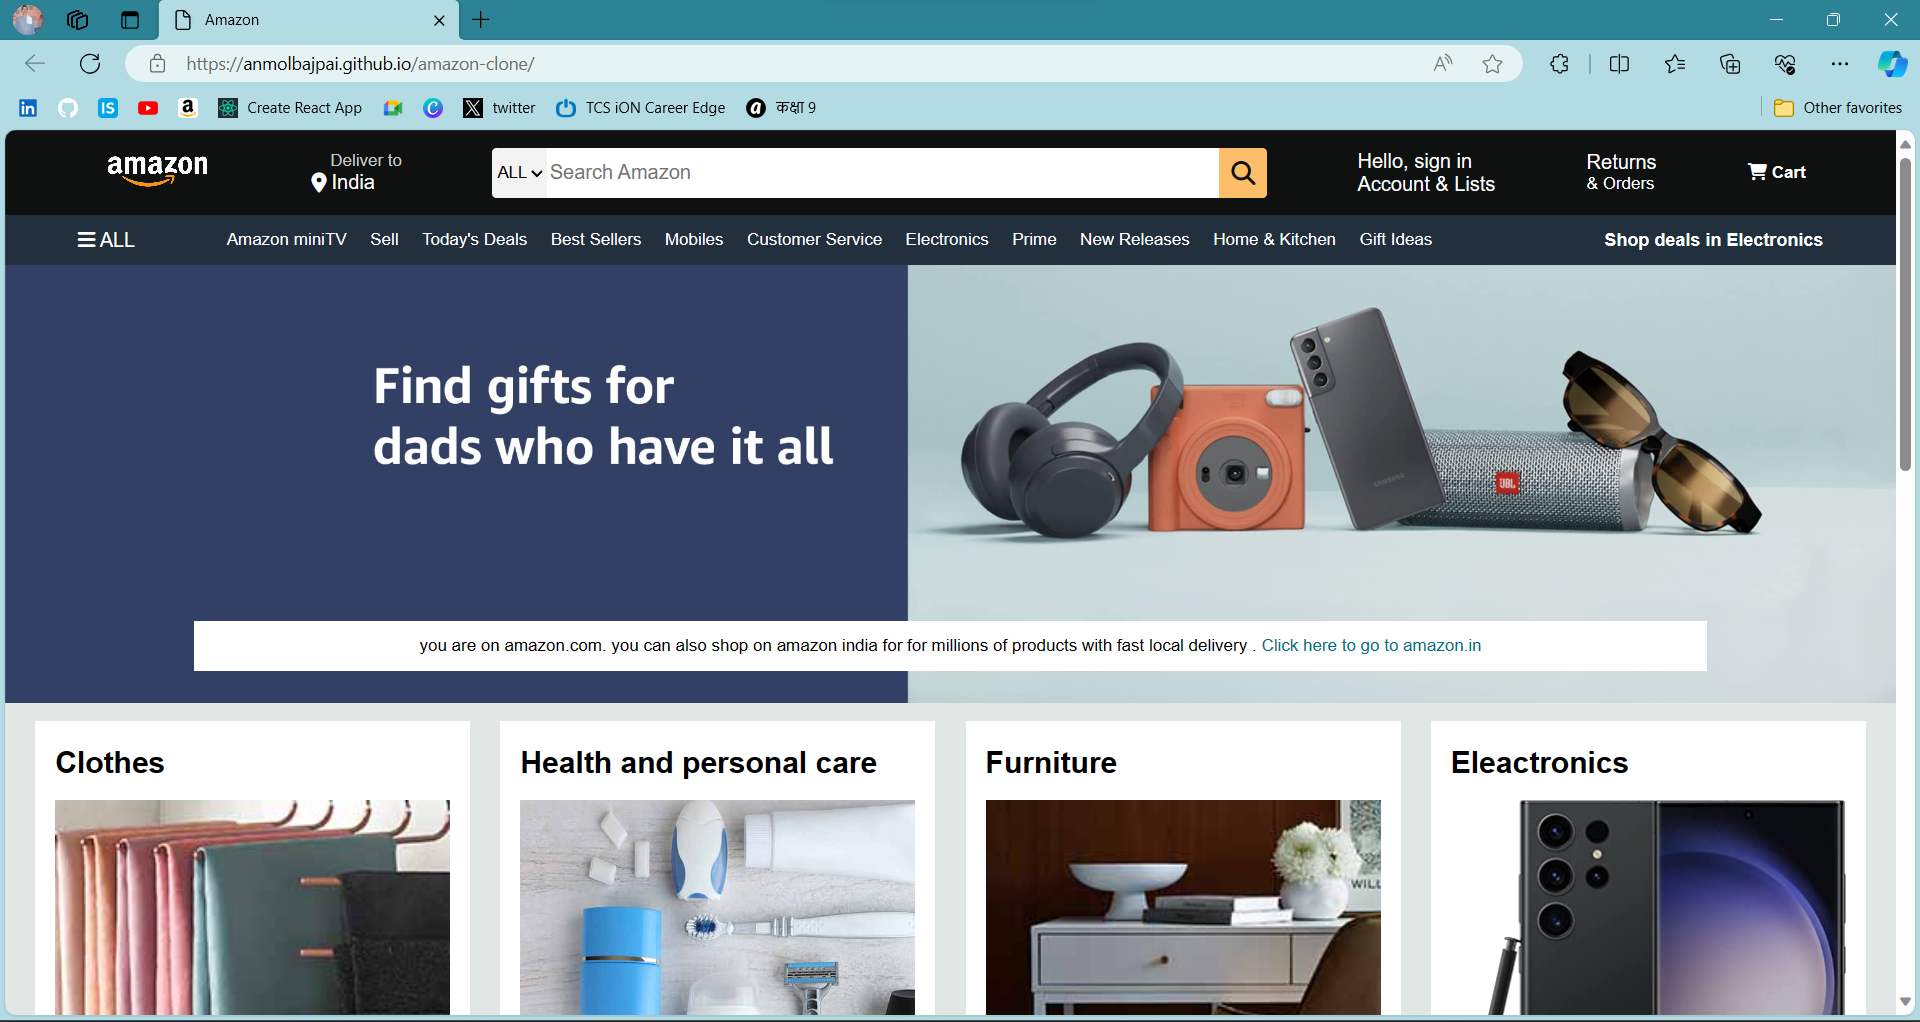 Amazon
https://anmolbajpai.github.io/amazon-clone/
Create React App
twitter
TCS iON Career Edge
कक्षा 9
Other favorites
amazon
Deliver to
India
ALL
Search Amazon
Hello, sign in
Account & Lists
Returns
& Orders
Cart
ALL
Amazon miniTV
Sell
Today's Deals
Best Sellers
Mobiles
Customer Service
Electronics
Prime
New Releases
Home & Kitchen
Gift Ideas
Shop deals in Electronics
Find gifts for
dads who have it all
SAMSUNG
JBL
you are on amazon.com. you can also shop on amazon india for for millions of products with fast local delivery . Click here to go to amazon.in
Clothes
Health and personal care
Furniture
Eleactronics
WILL